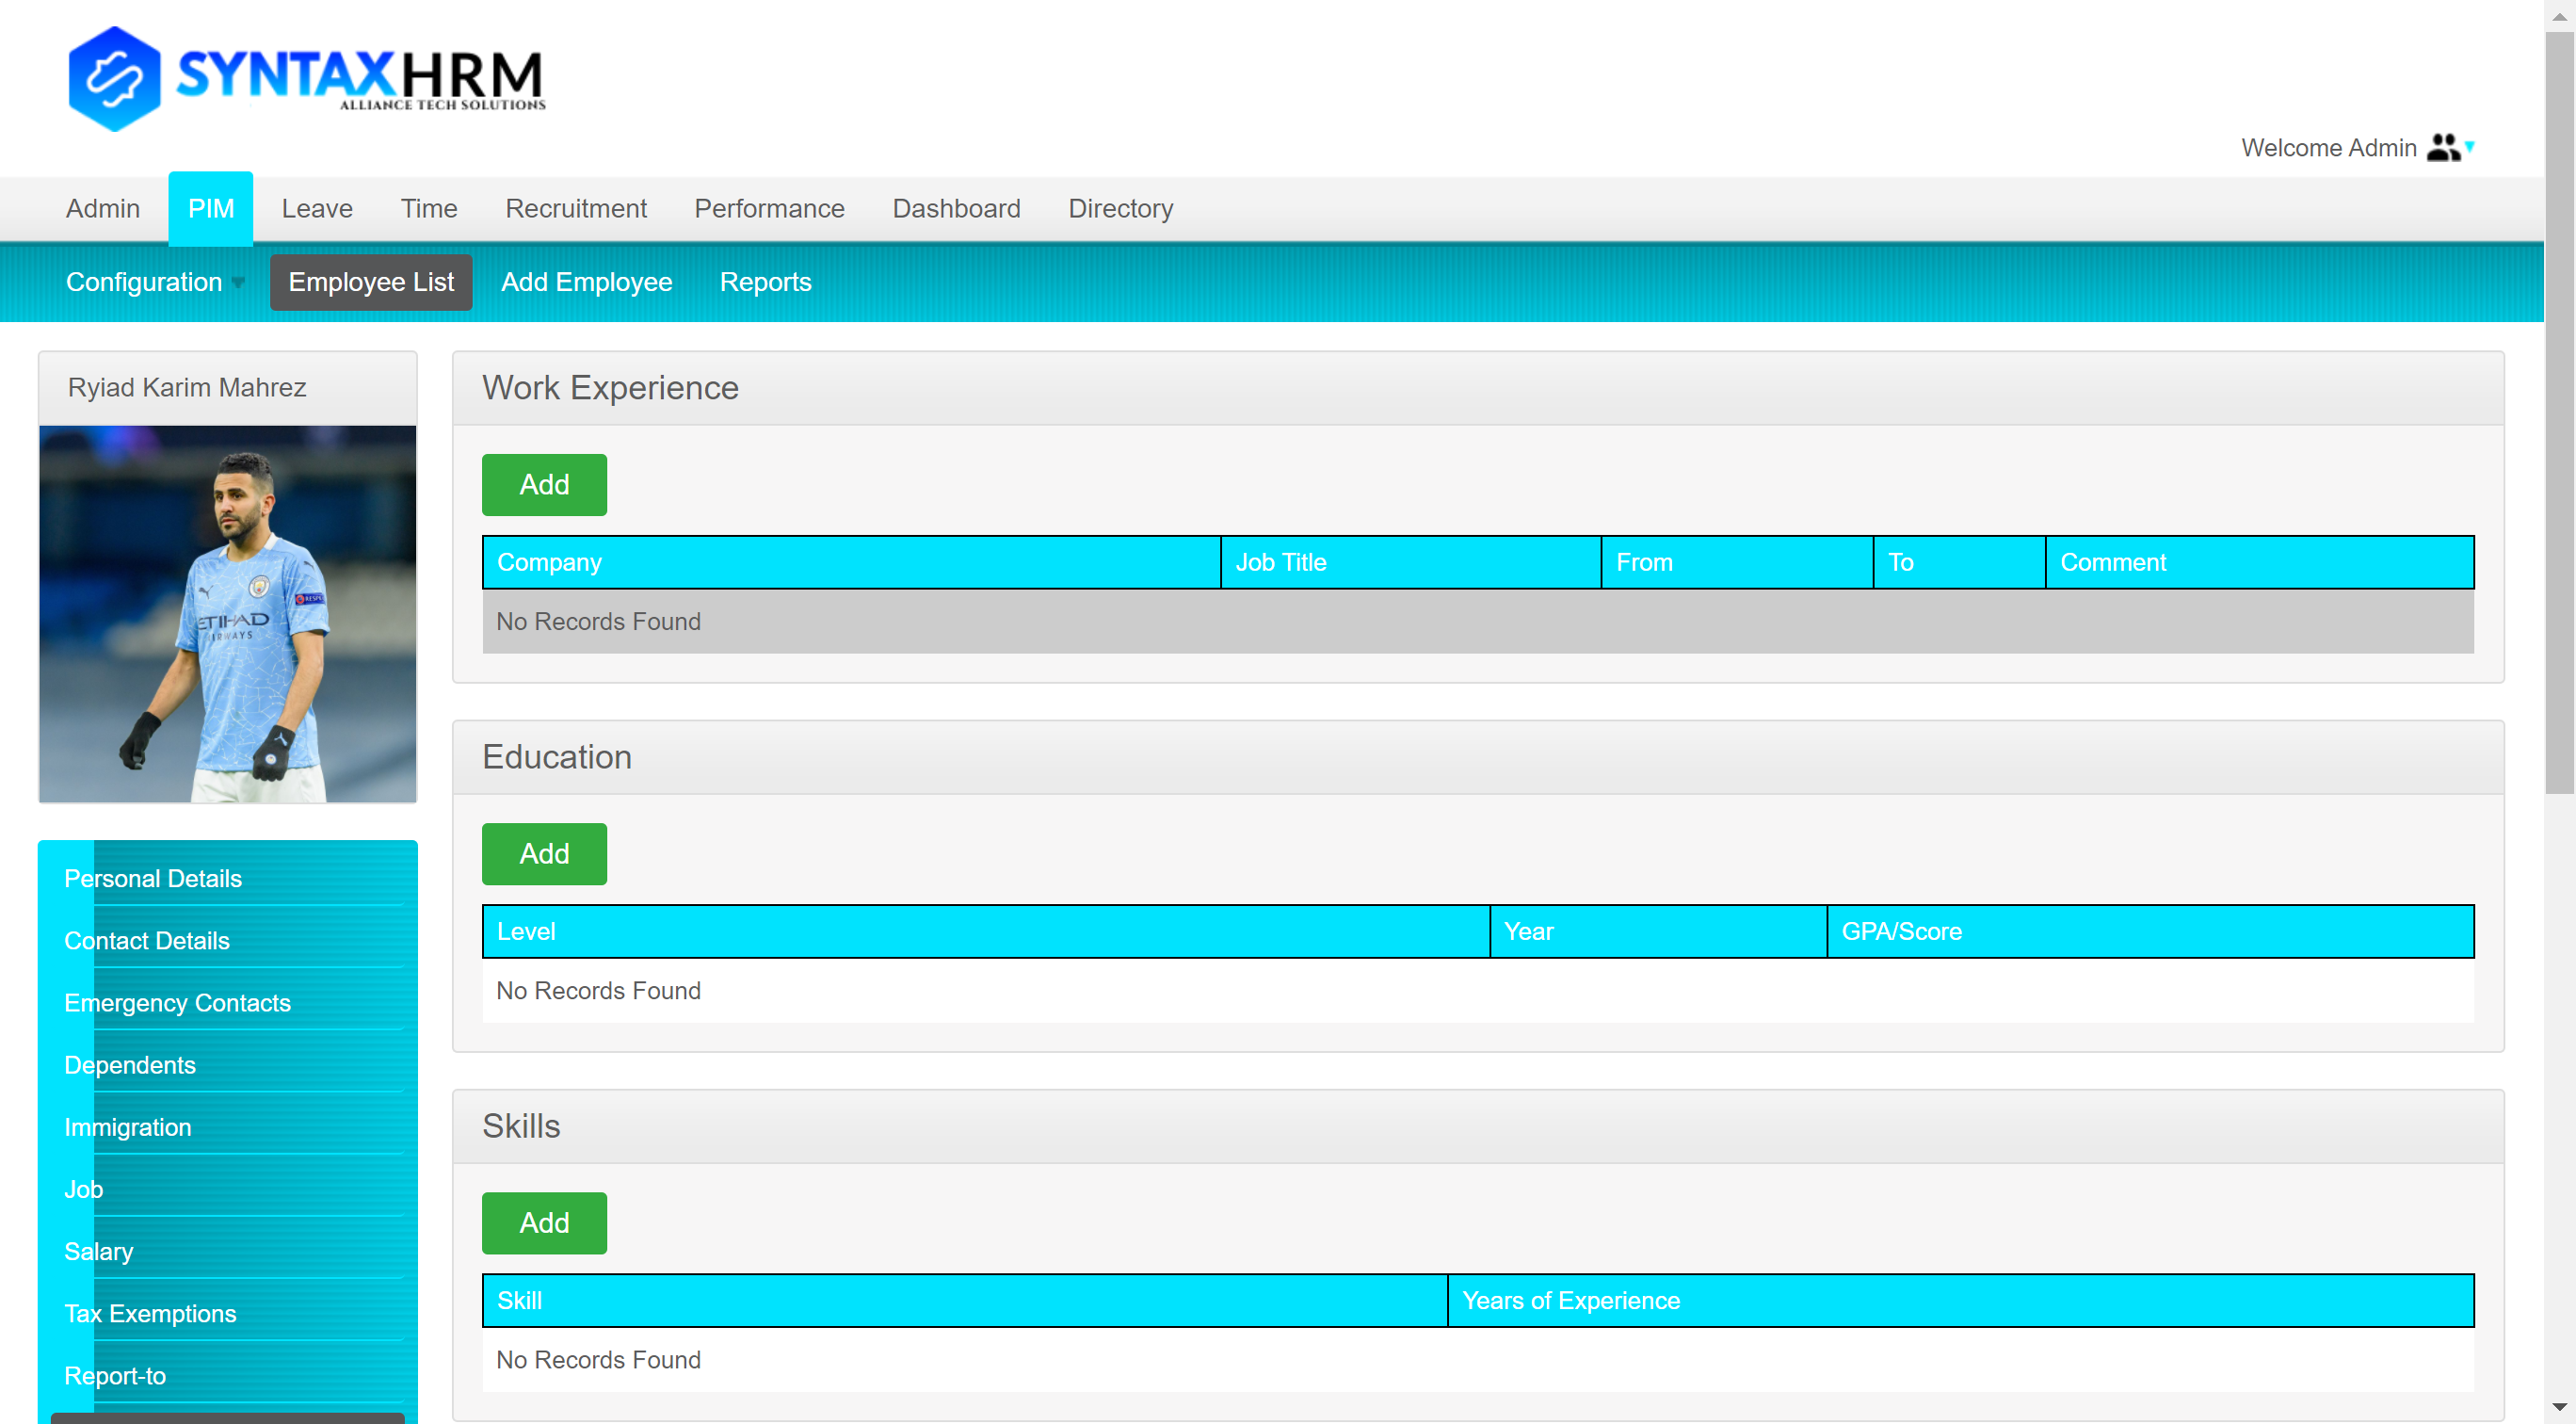 SYNTAXHRM
ALLIANCE TECH SOLUTIONS
Welcome Admin
Admin PIM Leave Time Recruitment Performance Dashboard Directory
Configuration Employee List Add Employee Reports
Ryiad Karim Mahrez
ETIHAD
AIRWAYS
Personal Details
Contact Details
Emergency Contacts
Dependents
Immigration
Job
Salary
Tax Exemptions
Report-to
Work Experience
Add
Company Job Title From To Comment
No Records Found
Education
Add
Level Year GPA/Score
No Records Found
Skills
Add
Skill Years of Experience
No Records Found